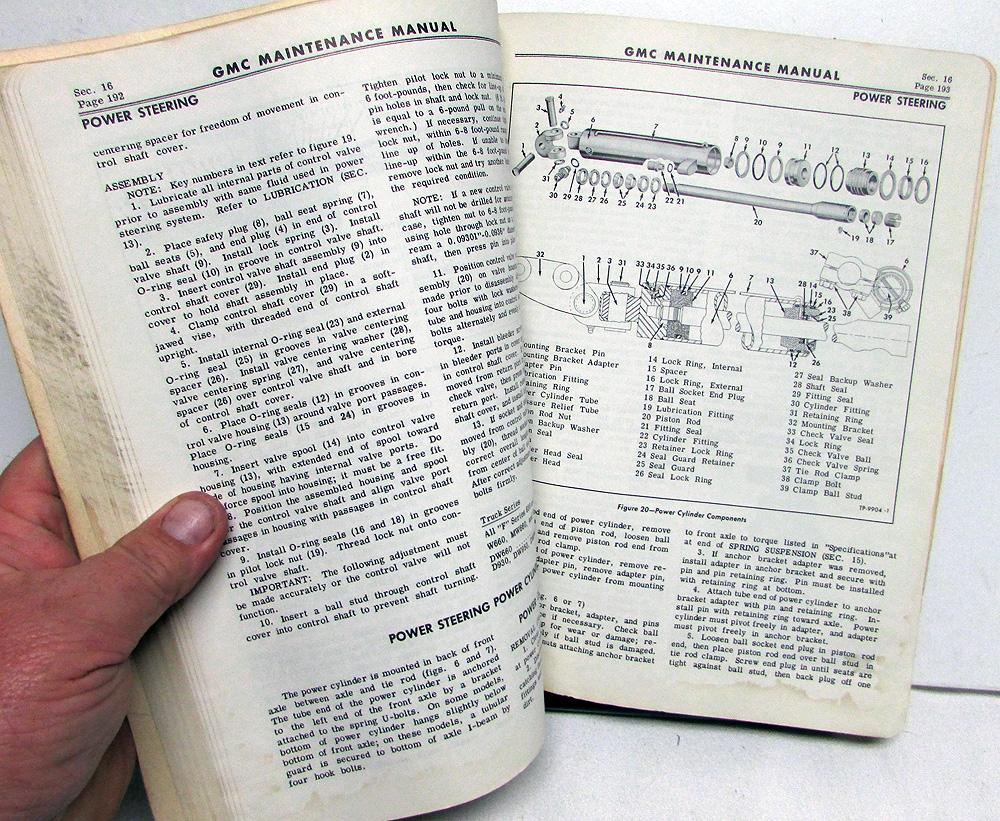 GMC MAINTENANCE MANUAL
Sec. 16
Page 192
POWER STEERING
centering spacer for freedom of movement in con-
trol shaft cover.
ASSEMBLY
NOTE: Key numbers in text refer to figure 19.
1. Lubricate all internal parts of control valve
prior to assembly with same fluid used in power
steering system. Refer to LUBRICATION (SEC.
13).
2. Place safety plug (8), ball seat spring (7),
ball seats (5), and end plug (4) in end of control
valve shaft (9). Install lock spring (3). Install
O-ring seal (10) in groove in control valve shaft.
3. Insert control valve shaft assembly (9) into
control shaft cover (29). Install end plug (2) in
cover to hold shaft assembly in place.
4. Clamp control shaft cover (29) in a soft-
jawed vise, with threaded end of control shaft
upright.
5. Install internal O-ring seal (23) and external
O-ring seal (25) in grooves in valve centering
spacer (26). Install valve centering washer (28),
valve centering spring (27), and valve centering
spacer (26) over control valve shaft and in bore
of control shaft cover.
6. Place O-ring seals (12) in grooves in con-
trol valve housing (13) around valve port passages.
Place O-ring seals (15 and 24) in grooves in
housing.
7. Insert valve spool (14) into control valve
housing (13), with extended end of spool toward
of housing having internal valve ports. Do
force spool into housing; it must be a free fit.
8. Position the assembled housing and spool
the control valve shaft and align valve port
passages in housing with passages in control shaft
cover.
9. Install O-ring seals (16 and 18) in grooves
in pilot lock nut (19). Thread lock nut onto con-
trol valve shaft.
IMPORTANT: The following adjustment must
be made accurately or the control valve will not
function.
10. Insert a ball stud through control shaft
cover into control shaft to prevent shaft turning.
Tighten pilot lock nut to a minimum
6 foot-pounds, then check for line-up
pin holes in shaft and lock nut.
is equal to a 6-pound pull on the
wrench.) If necessary, continue
lock nut, within 6-8 foot-pound
line up of holes. If unable to
line-up within the 6-8 foot-pound
remove lock nut and try another
the required condition.
NOTE: If a new control
shaft will not be drilled for
case, tighten nut to 6-8 foot-
using hole through lock nut as
ream a 0.09301"-0.0936"
shaft, then press pin into
11. Position control
sembly (20) on valve
made prior to disassembly
four bolts with lock
tube and housing into control
bolts alternately and
torque.
12. Install bleeder
in bleeder ports in
in control shaft cover.
moved from return port
check valve, then
return port. Install
shaft cover, and
13. If socket
moved from control
bly (20), thread
correct overall
from center of
After correct
bolts firmly.
Truck Series
All "F" Series
W660, MW660,
DW660
D950, DW950,
POWER STEERING POWER
The power cylinder is mounted in back of front
axle between axle and tie rod (figs. 6 and 7).
The tube end of the power cylinder is anchored
to the left end of the front axle by a bracket
attached to the spring U-bolts. On some models,
bottom of power cylinder hangs slightly below
bottom of front axle; on these models, a tubular
guard is secured to bottom of axle I-beam by
four hook bolts.
GMC MAINTENANCE MANUAL
Sec. 16
Page 193
POWER STEERING
Mounting Bracket Pin
Mounting Bracket Adapter
Adapter Pin
Lubrication Fitting
Retaining Ring
Power Cylinder Tube
Pressure Relief Tube
Rod Nut
Backup Washer
Seal
Head Seal
Head
14 Lock Ring, Internal
15 Spacer
16 Lock Ring, External
17 Ball Socket End Plug
18 Ball Seat
19 Lubrication Fitting
20 Piston Rod
21 Fitting Seal
22 Cylinder Fitting
23 Retainer Lock Ring
24 Seal Guard Retainer
25 Seal Guard
26 Seal Lock Ring
27 Seal Backup Washer
28 Shaft Seal
29 Fitting Seal
30 Cylinder Fitting
31 Retaining Ring
32 Mounting Bracket
33 Check Valve Seal
34 Lock Ring
35 Check Valve Ball
36 Check Valve Spring
37 Tie Rod Clamp
38 Clamp Bolt
39 Clamp Ball Stud
TP-9904-1
Figure 20—Power Cylinder Components
end of power cylinder, remove
end of piston rod, loosen ball
and remove piston rod end from
rod clamp.
of power cylinder, remove re-
adapter pin, remove adapter pin,
power cylinder from mounting
fig. 6 or 7)
bracket, adapter, and pins
if necessary. Check ball
for wear or damage; re-
if ball stud is damaged.
nuts attaching anchor bracket
to front axle to torque listed in "Specifications" at
at end of SPRING SUSPENSION (SEC. 15).
3. If anchor bracket adapter was removed,
install adapter in anchor bracket and secure with
pin and pin retaining ring. Pin must be installed
with retaining ring at bottom.
4. Attach tube end of power cylinder to anchor
bracket adapter with pin and retaining ring. In-
stall pin with retaining ring toward axle. Power
cylinder must pivot freely in adapter, and adapter
must pivot freely in anchor bracket.
5. Loosen ball stud end plug in piston rod
end, then place piston rod end over ball stud in
tie rod clamp. Screw end plug in until seats are
tight against ball stud, then back plug off one